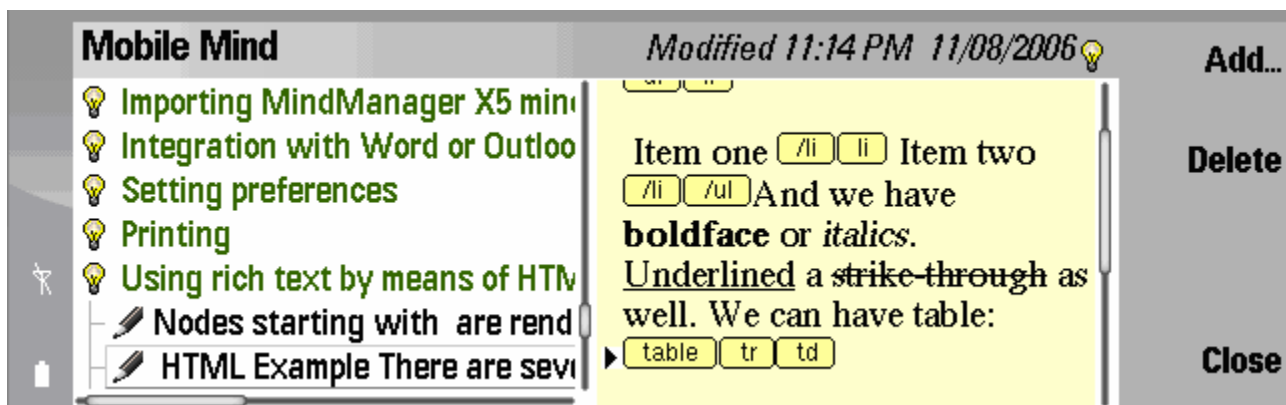 Mobile Mind
Modified 11:14 PM 11/08/2006
Importing MindManager X5 min
Integration with Word or Outloo
Setting preferences
Printing
Using rich text by means of HTM
Nodes starting with are rend
HTML Example There are seve
Item one /li li Item two
/li /ul And we have
boldface or italics.
Underlined a strike-through as
well. We can have table:
table tr td
Add...
Delete
Close